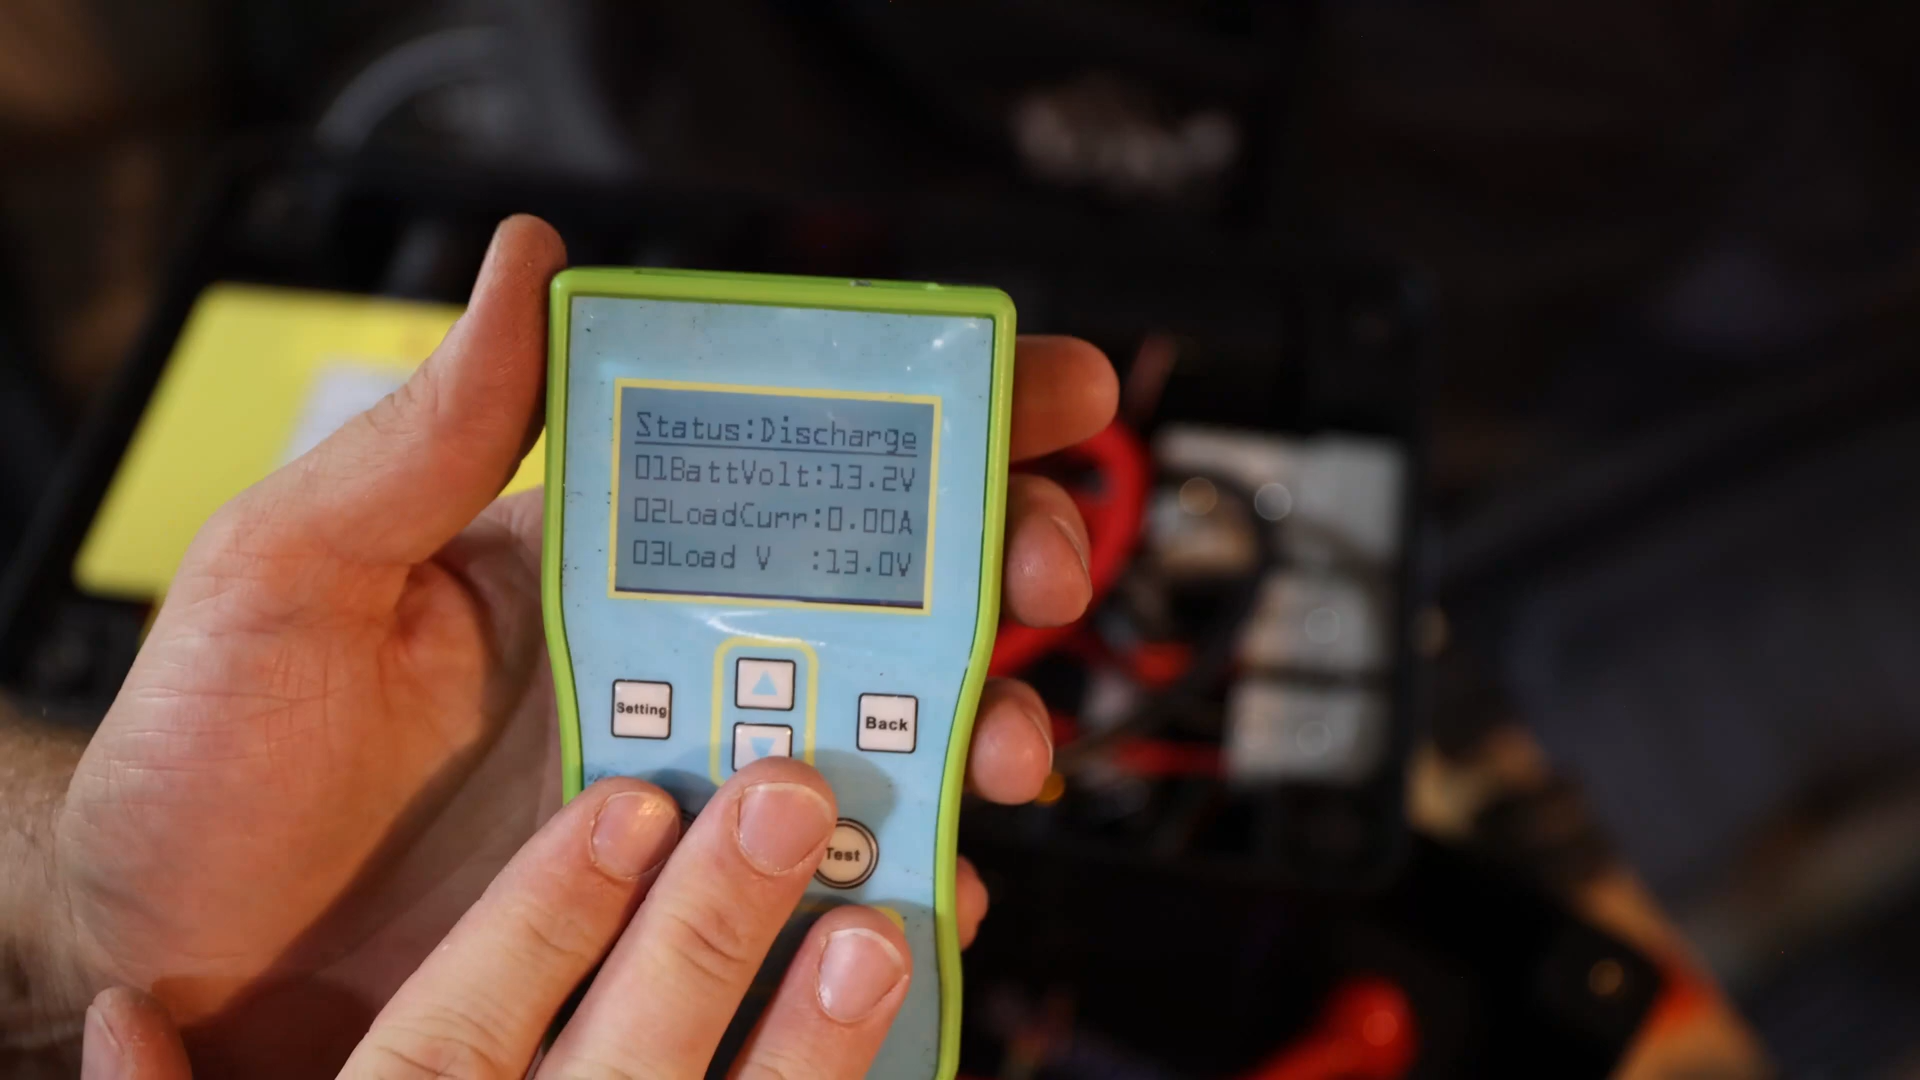 Status:Discharge
01BattVolt:13.2V
02LoadCurr:0.00A
03Load V :13.0V
Setting
Back
Test